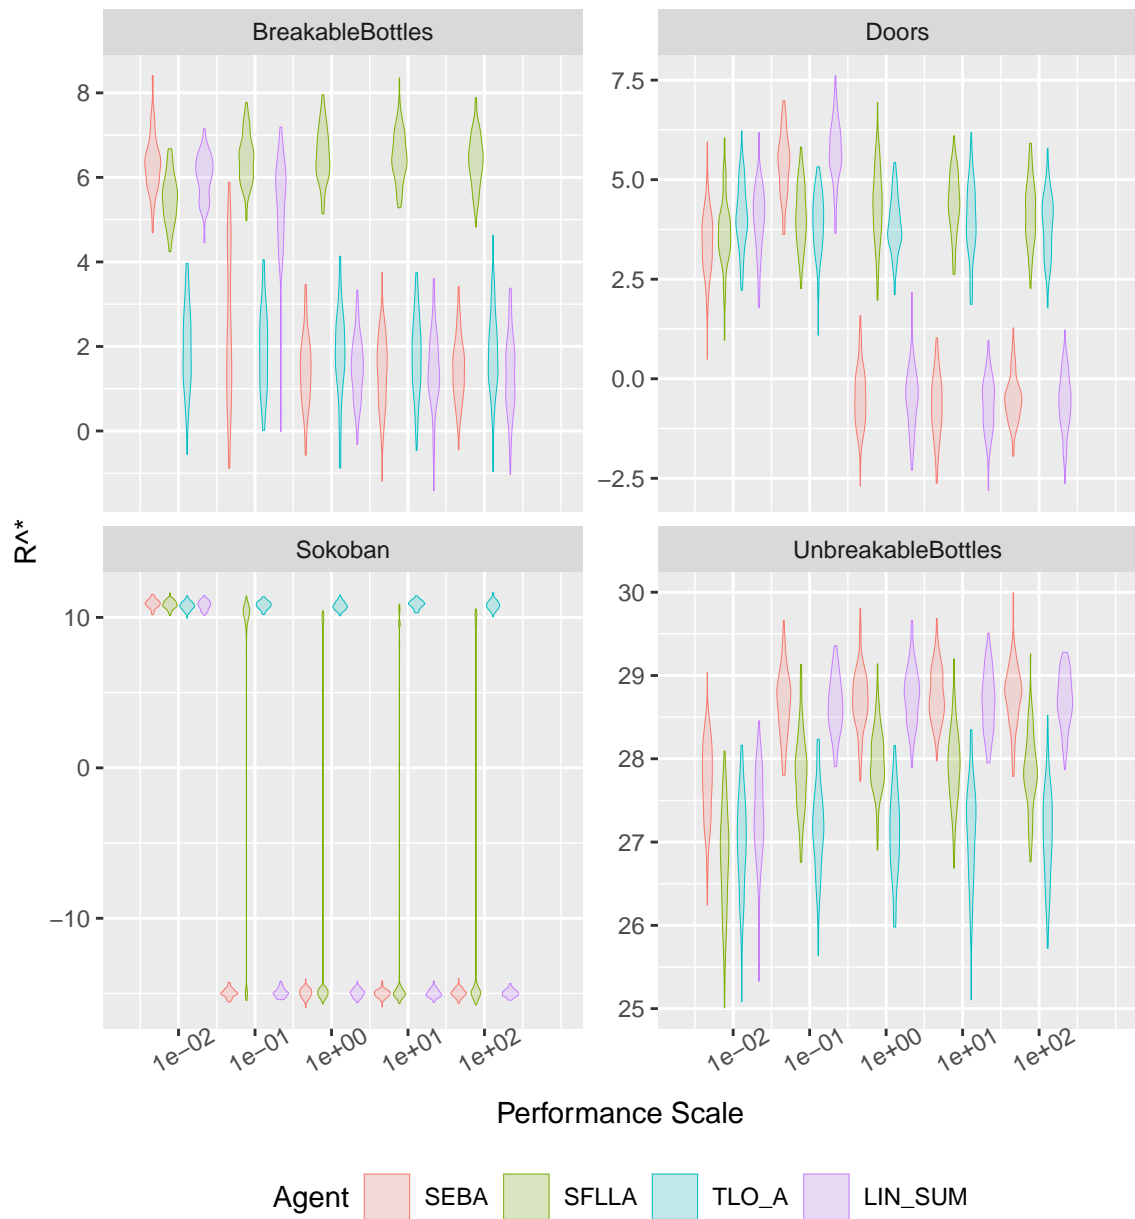 BreakableBottles
Doors
8
6
4
2
0
7.5
5.0
2.5
0.0
−2.5
R^*
Sokoban
UnbreakableBottles
10
0
−10
30
29
28
27
26
25
1e−02
1e−01
1e+00
1e+01
1e+02
1e−02
1e−01
1e+00
1e+01
1e+02
Performance Scale
Agent SEBA SFLLA TLO_A LIN_SUM